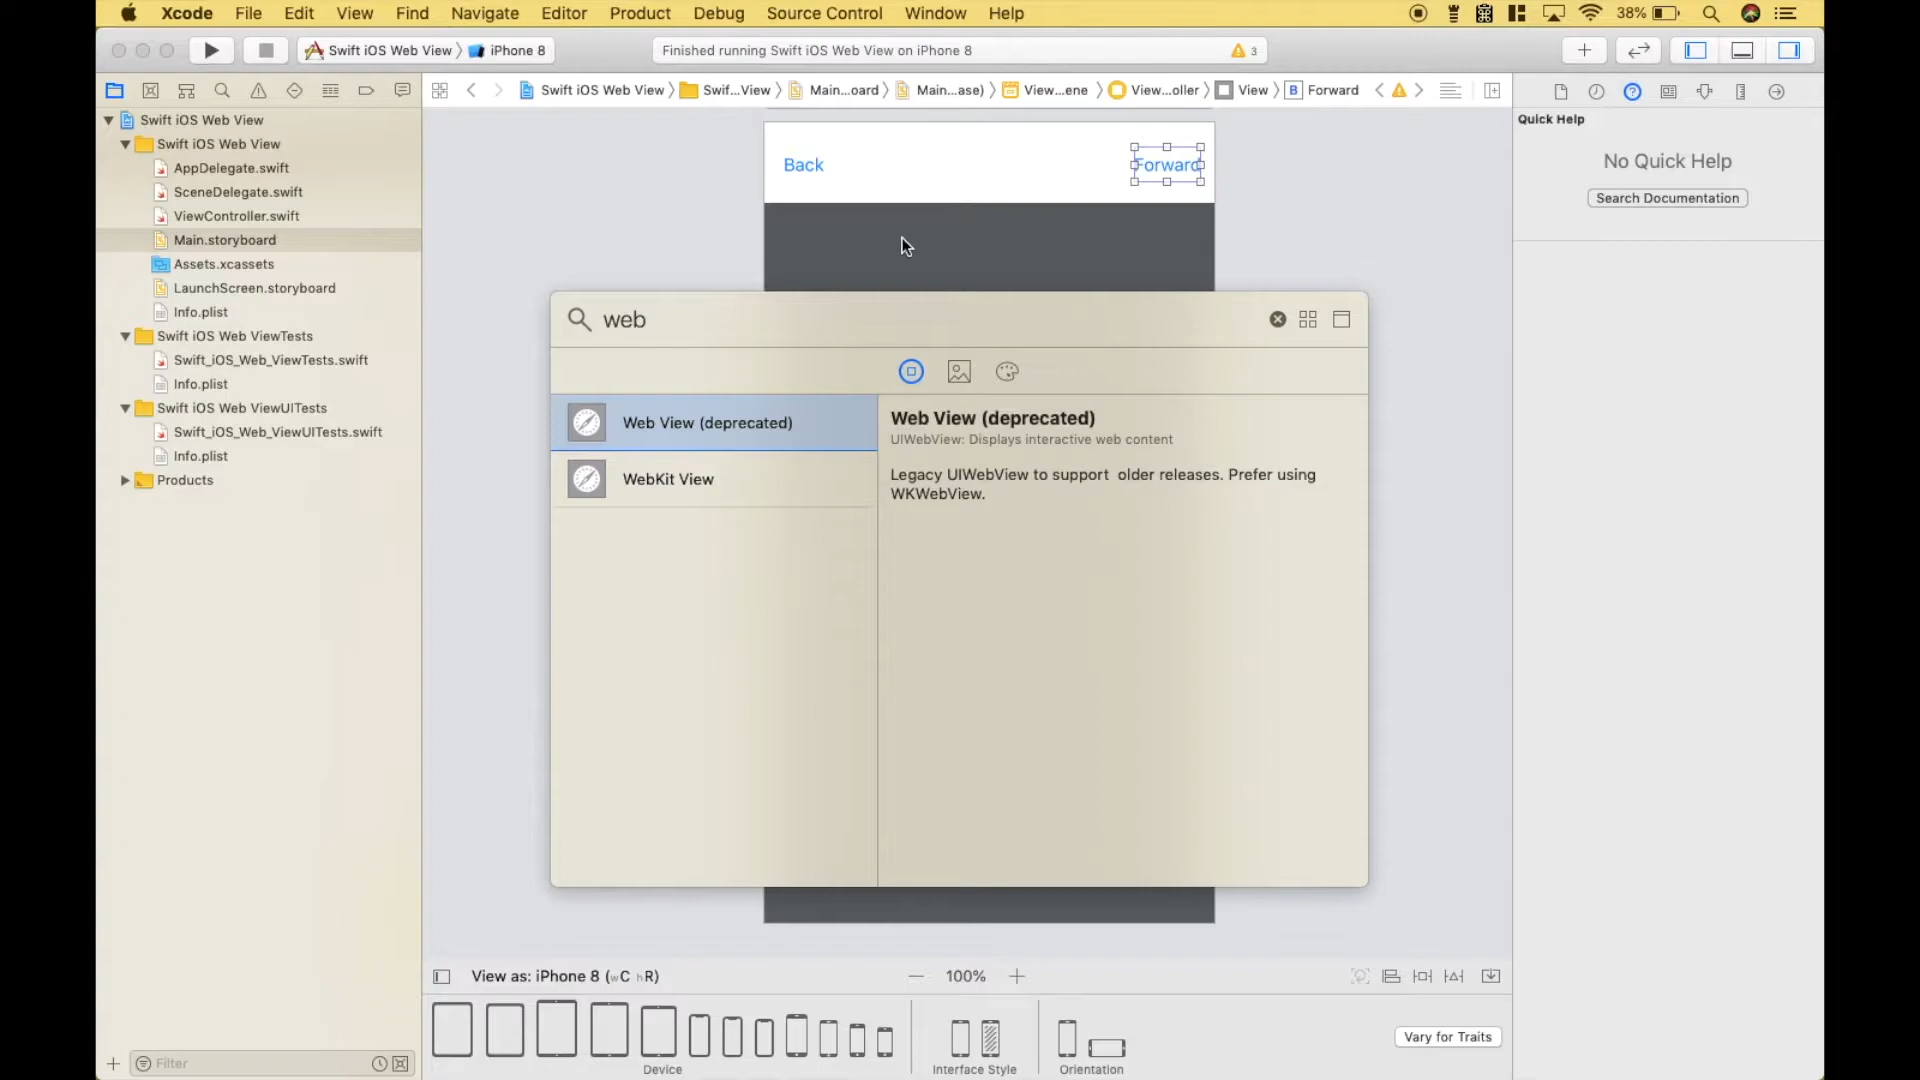 Xcode File Edit View Find Navigate Editor Product Debug Source Control Window Help 38%
Swift iOS Web View iPhone 8 Finished running Swift iOS Web View on iPhone 8 3
Swift iOS Web View Swif...View Main...oard Main...ase) View...ene View...oller View B Forward
Swift iOS Web View
Swift iOS Web View
AppDelegate.swift
SceneDelegate.swift
ViewController.swift
Main.storyboard
Assets.xcassets
LaunchScreen.storyboard
Info.plist
Swift iOS Web ViewTests
Swift_iOS_Web_ViewTests.swift
Info.plist
Swift iOS Web ViewUITests
Swift_iOS_Web_ViewUITests.swift
Info.plist
Products
Filter
Back Forward
web
Web View (deprecated)
WebKit View
Web View (deprecated)
UIWebView: Displays interactive web content
Legacy UIWebView to support older releases. Prefer using
WKWebView.
View as: iPhone 8 (wC hR) 100%
Device Interface Style Orientation
Vary for Traits
Quick Help
No Quick Help
Search Documentation